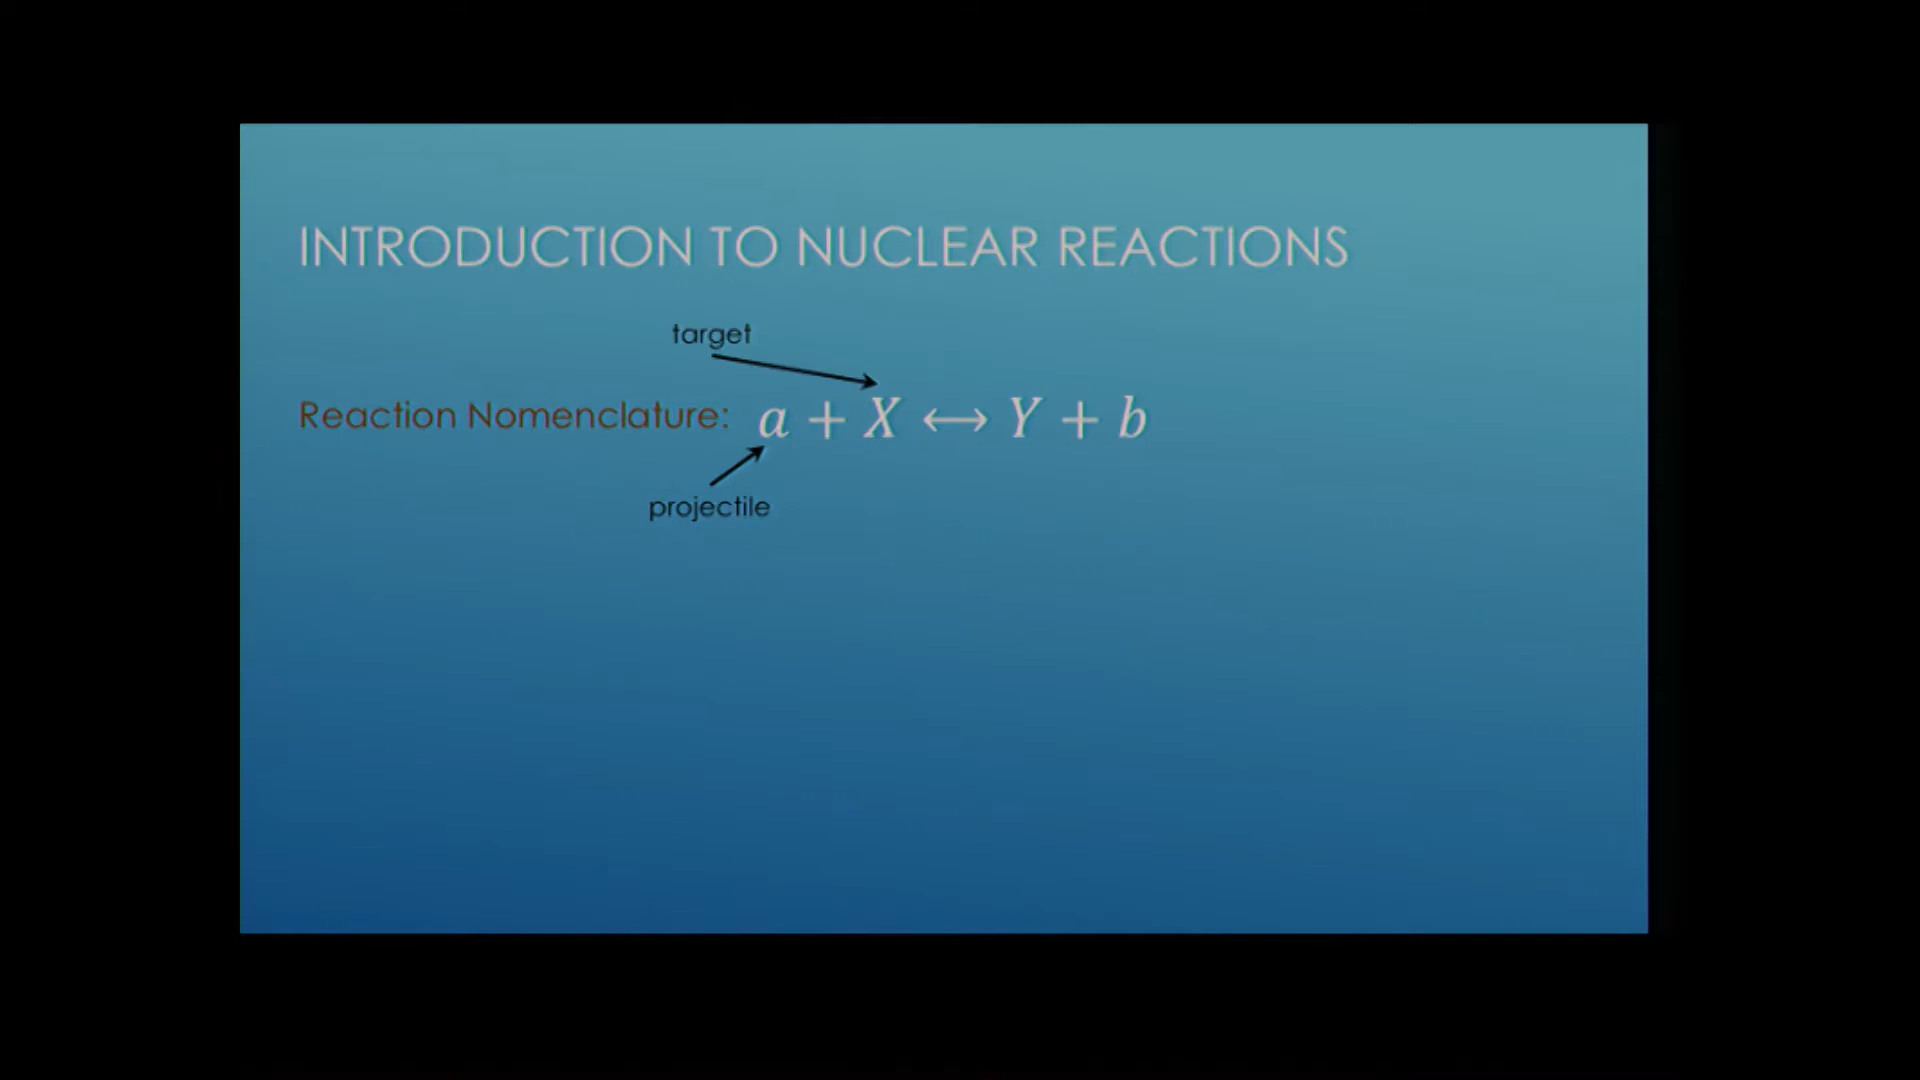 INTRODUCTION TO NUCLEAR REACTIONS
target
Reaction Nomenclature: a + X ↔ Y + b
projectile